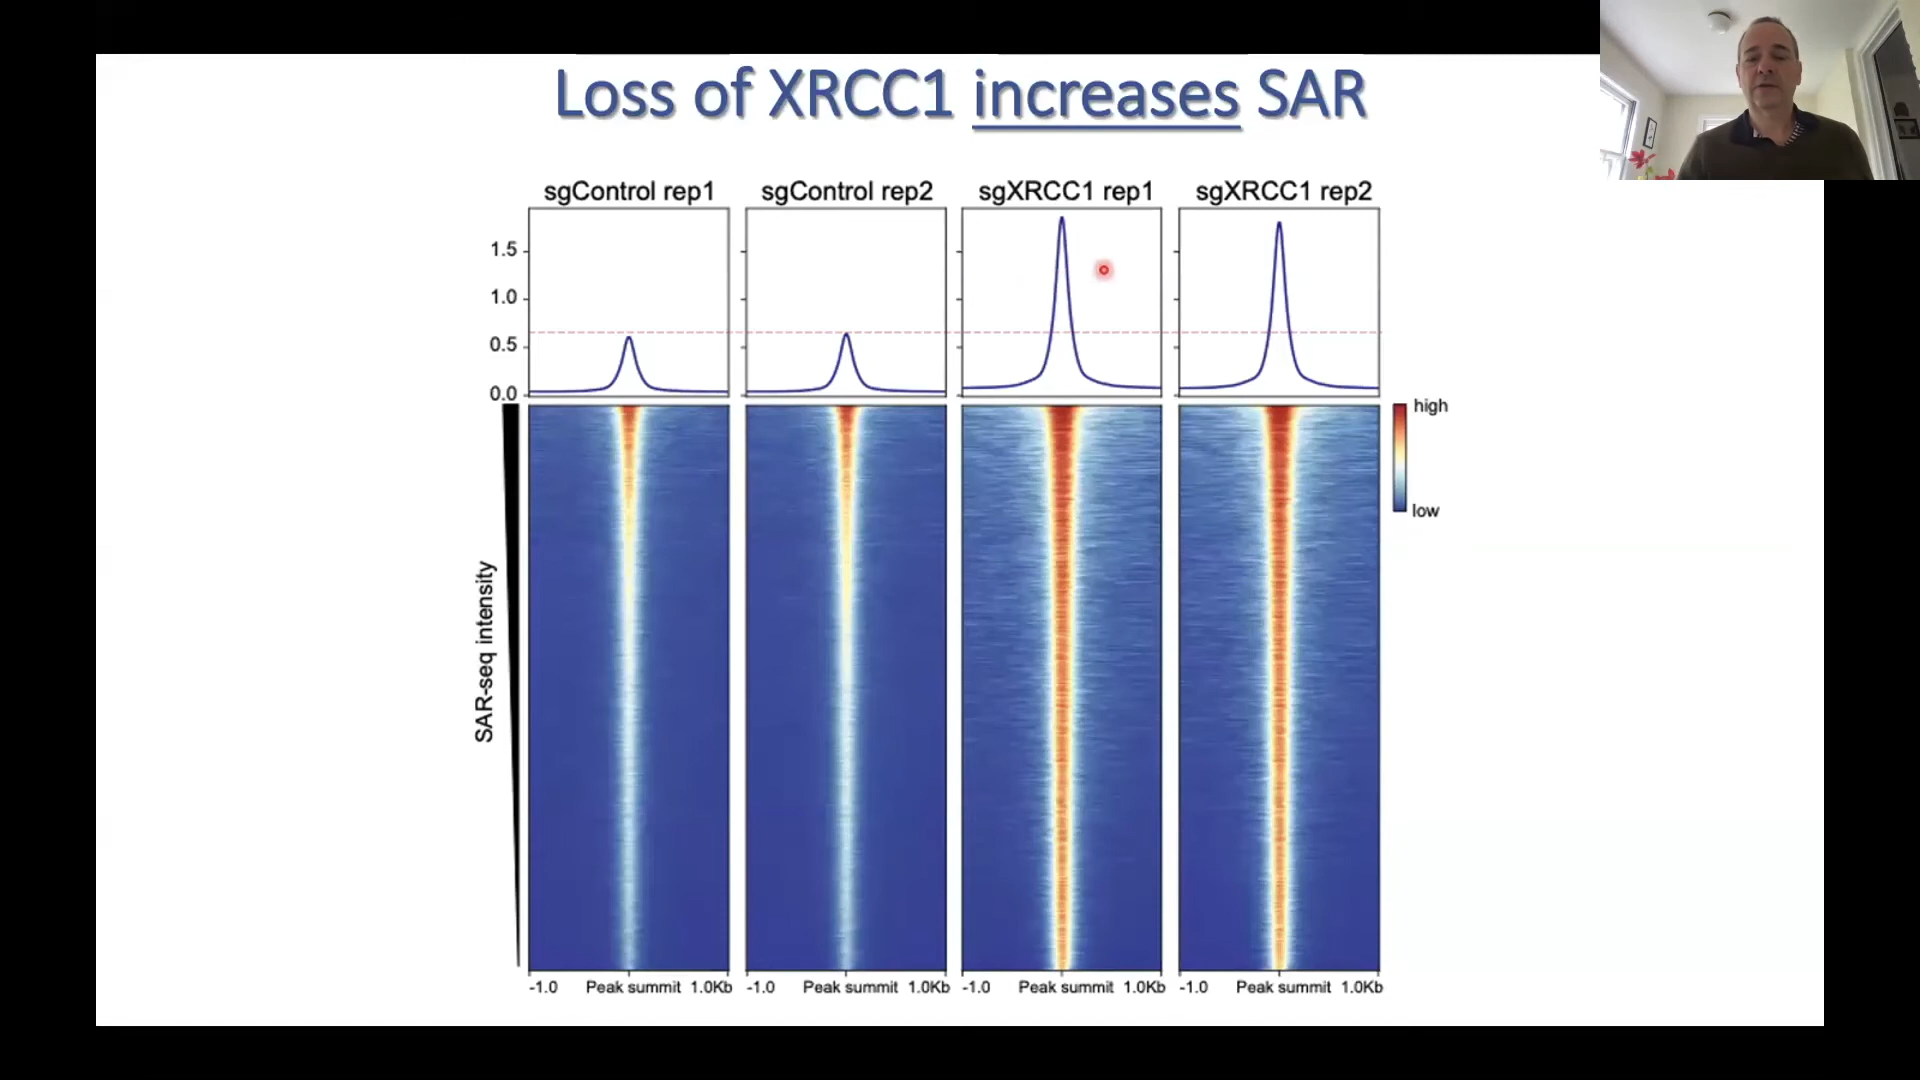 Loss of XRCC1 increases SAR
sgControl rep1 sgControl rep2 sgXRCC1 rep1 sgXRCC1 rep2
1.5
1.0
0.5
0.0
high
low
SAR-seq intensity
-1.0 Peak summit 1.0Kb -1.0 Peak summit 1.0Kb -1.0 Peak summit 1.0Kb -1.0 Peak summit 1.0Kb